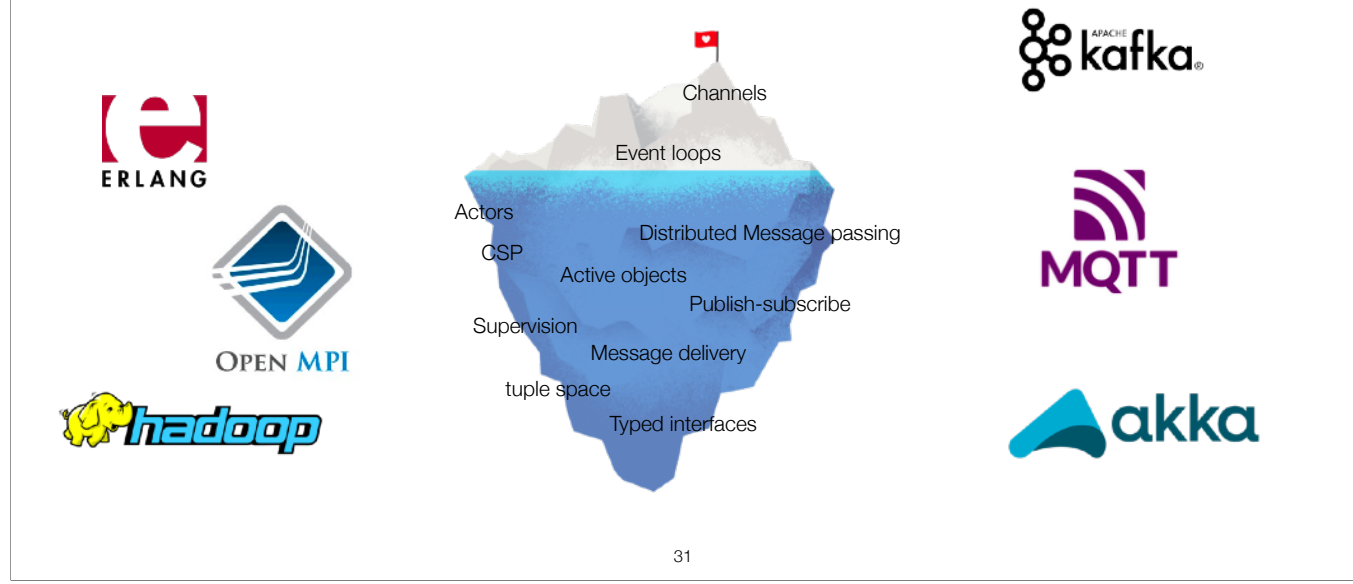 ERLANG
OPEN MPI
hadoop
Channels
Event loops
Actors
Distributed Message passing
CSP
Active objects
Publish-subscribe
Supervision
Message delivery
tuple space
Typed interfaces
APACHE
kafka®
MQTT
akka
31